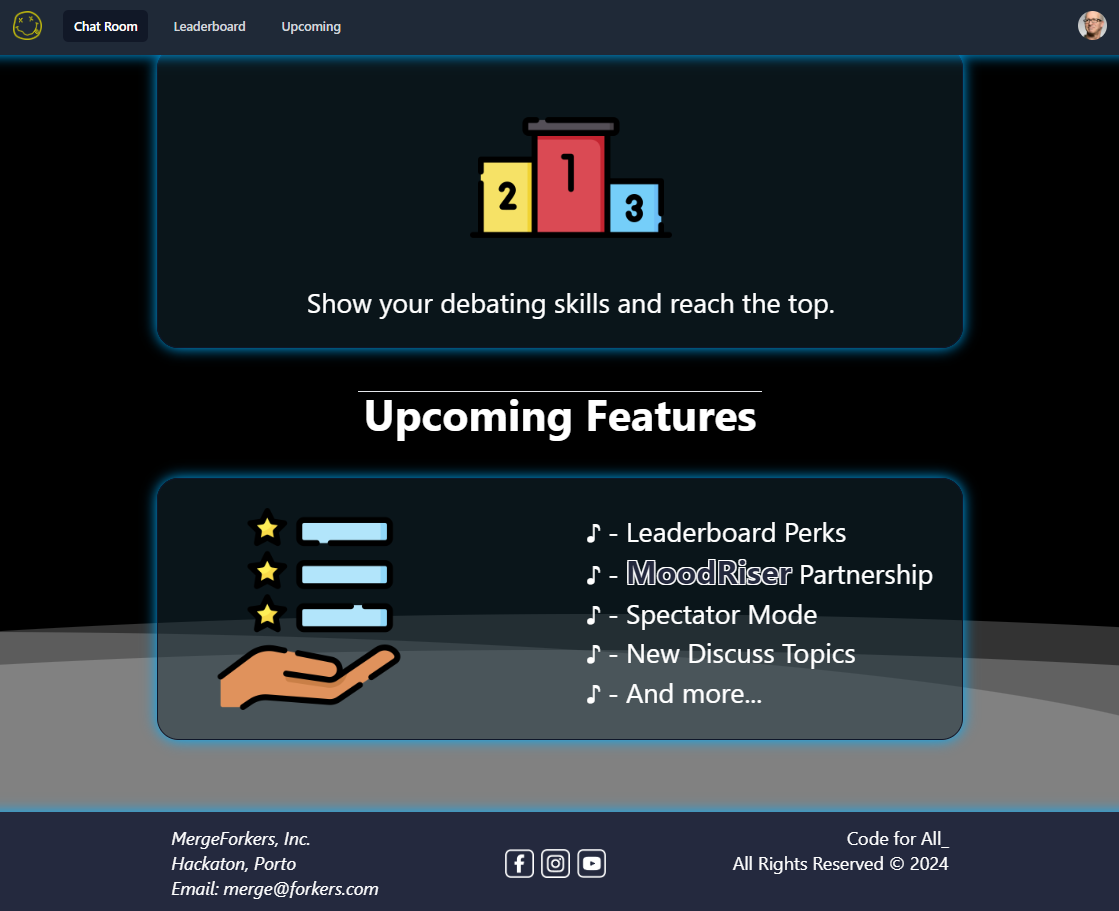 Chat Room Leaderboard Upcoming
2 1 3
Show your debating skills and reach the top.
Upcoming Features
♪ - Leaderboard Perks
♪ - MoodRiser Partnership
♪ - Spectator Mode
♪ - New Discuss Topics
♪ - And more...
MergeForkers, Inc.
Hackaton, Porto
Email: merge@forkers.com
Code for All_
All Rights Reserved © 2024